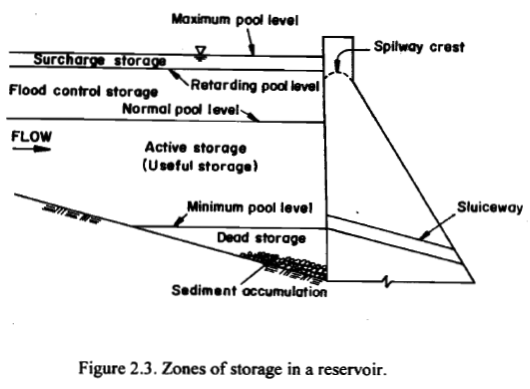 Maximum pool level
Spilway crest
Surcharge storage
Retarding pool level
Flood control storage
Normal pool level
FLOW
Active storage
(Useful storage)
Minimum pool level
Sluiceway
Dead storage
Sediment accumulation
Figure 2.3. Zones of storage in a reservoir.